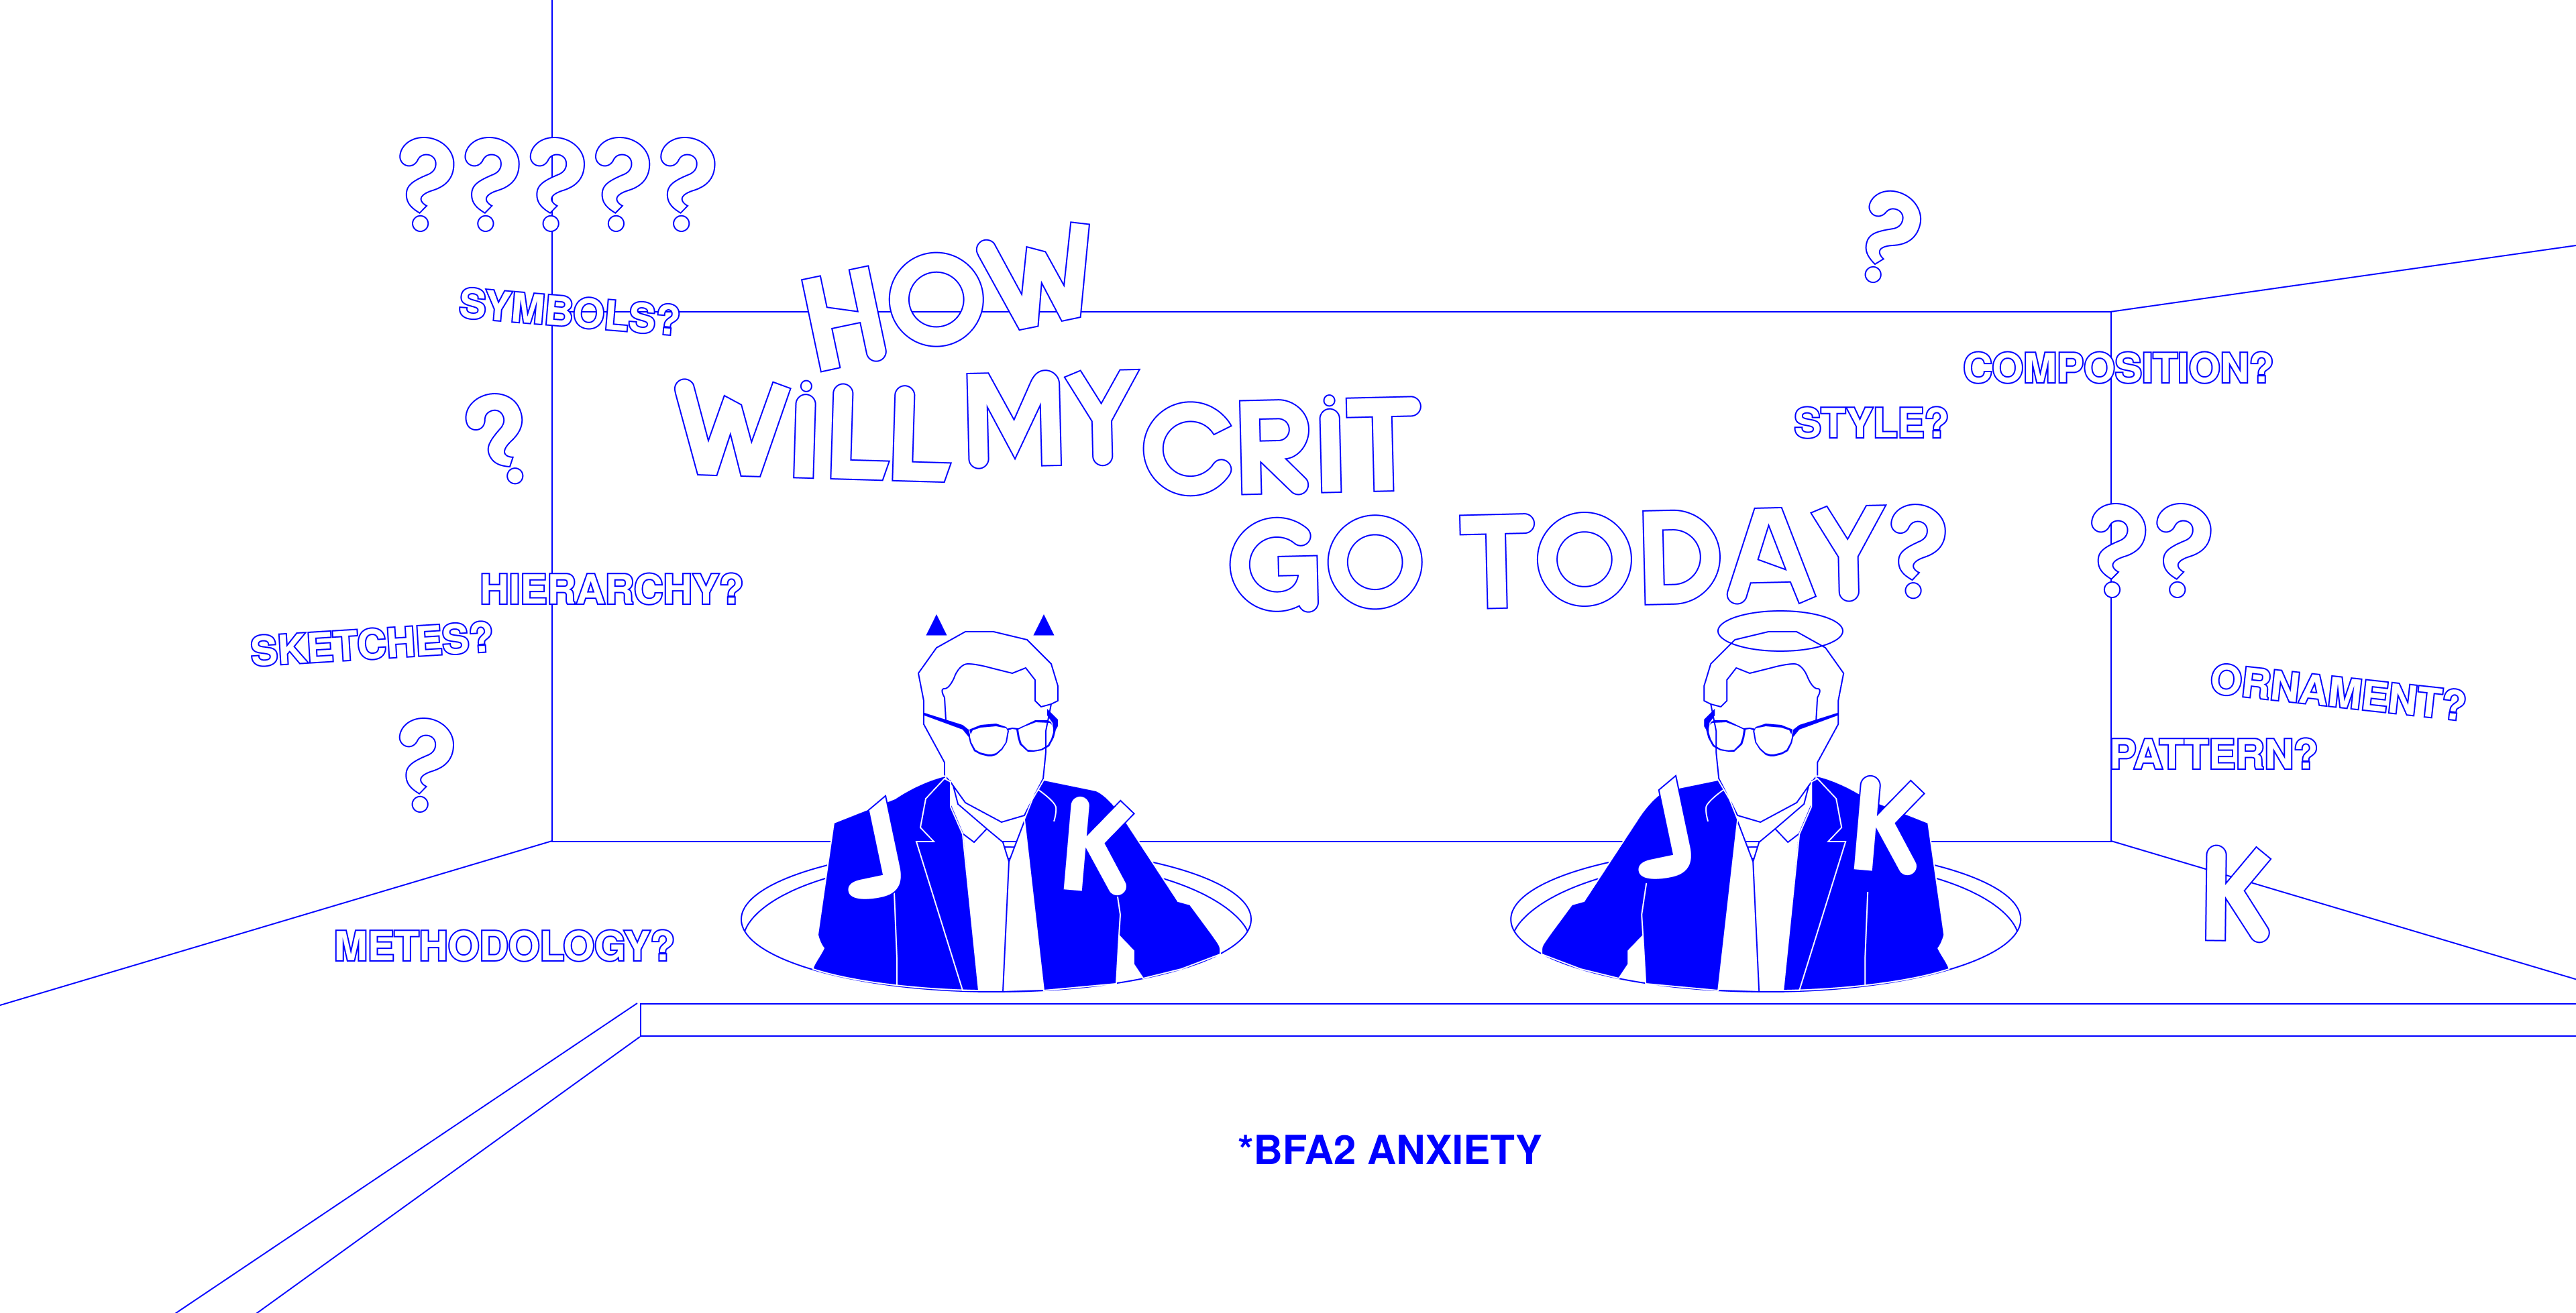 ?????
?
HOW
SYMBOLS?
COMPOSITION?
WiLL MY CRiT
STYLE?
?
GO TODAY?
??
HIERARCHY?
SKETCHES?
ORNAMENT?
?
PATTERN?
J K
J K
K
METHODOLOGY?
*BFA2 ANXIETY